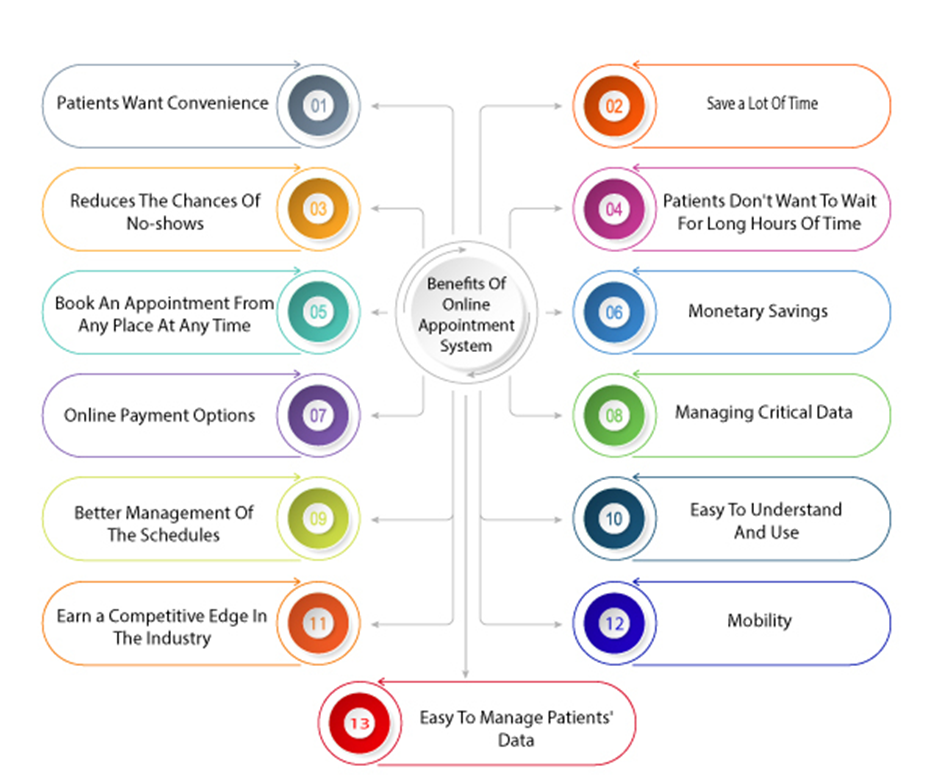 Patients Want Convenience
01
02
Save a Lot Of Time
Reduces The Chances Of
No-shows
03
04
Patients Don't Want To Wait
For Long Hours Of Time
Book An Appointment From
Any Place At Any Time
05
Benefits Of
Online
Appointment
System
06
Monetary Savings
Online Payment Options
07
08
Managing Critical Data
Better Management Of
The Schedules
09
10
Easy To Understand
And Use
Earn a Competitive Edge In
The Industry
11
12
Mobility
13
Easy To Manage Patients'
Data